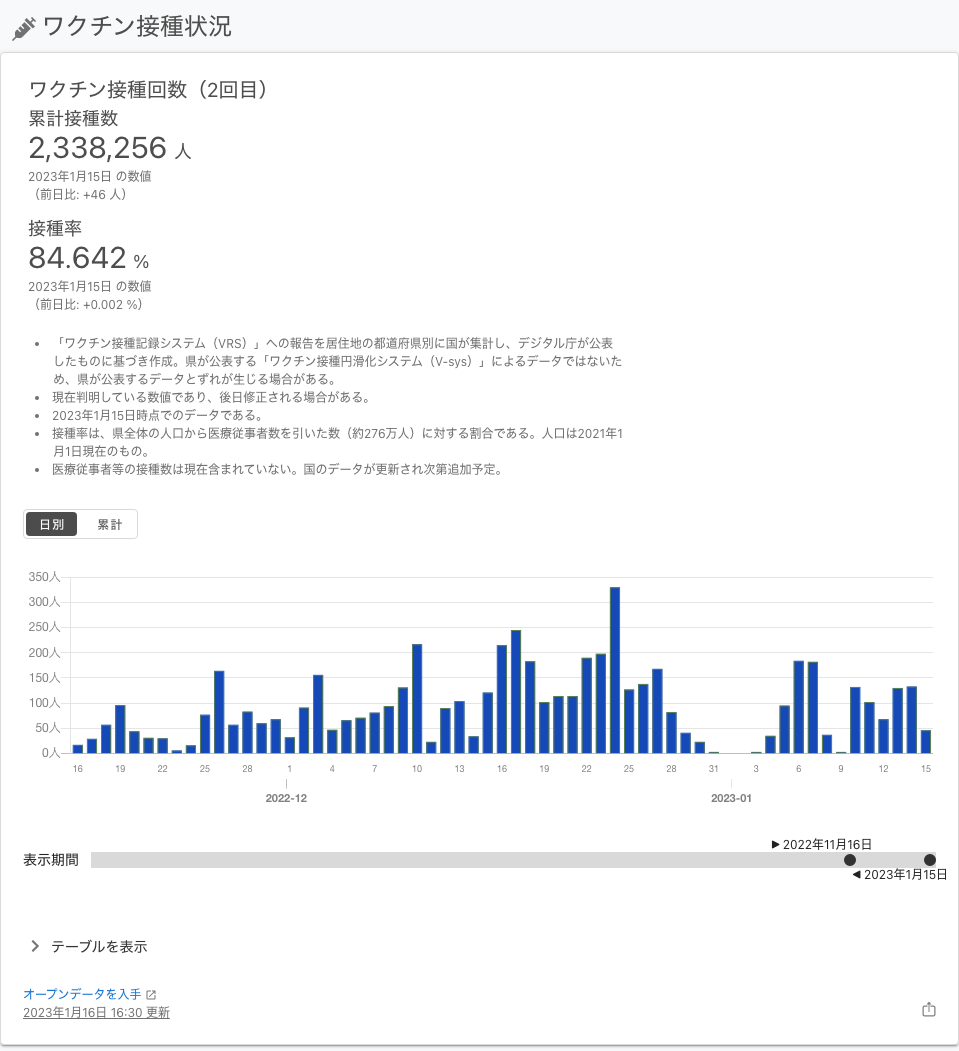 ワクチン接種状況
ワクチン接種回数（2回目）
累計接種数
2,338,256 人
2023年1月15日 の数値
（前日比: +46 人）
接種率
84.642 %
2023年1月15日 の数値
（前日比: +0.002 %）
• 「ワクチン接種記録システム（VRS）」への報告を居住地の都道府県別に国が集計し、デジタル庁が公表
したものに基づき作成。県が公表する「ワクチン接種円滑化システム（V-sys）」によるデータではないた
め、県が公表するデータとずれが生じる場合がある。
• 現在判明している数値であり、後日修正される場合がある。
• 2023年1月15日時点でのデータである。
• 接種率は、県全体の人口から医療従事者数を引いた数（約276万人）に対する割合である。人口は2021年1
月1日現在のもの。
• 医療従事者等の接種数は現在含まれていない。国のデータが更新され次第追加予定。
日別 累計
350人
300人
250人
200人
150人
100人
50人
0人
16 19 22 25 28 1 4 7 10 13 16 19 22 25 28 31 3 6 9 12 15
2022-12 2023-01
▶ 2022年11月16日
表示期間
◀ 2023年1月15日
テーブルを表示
オープンデータを入手
2023年1月16日 16:30 更新